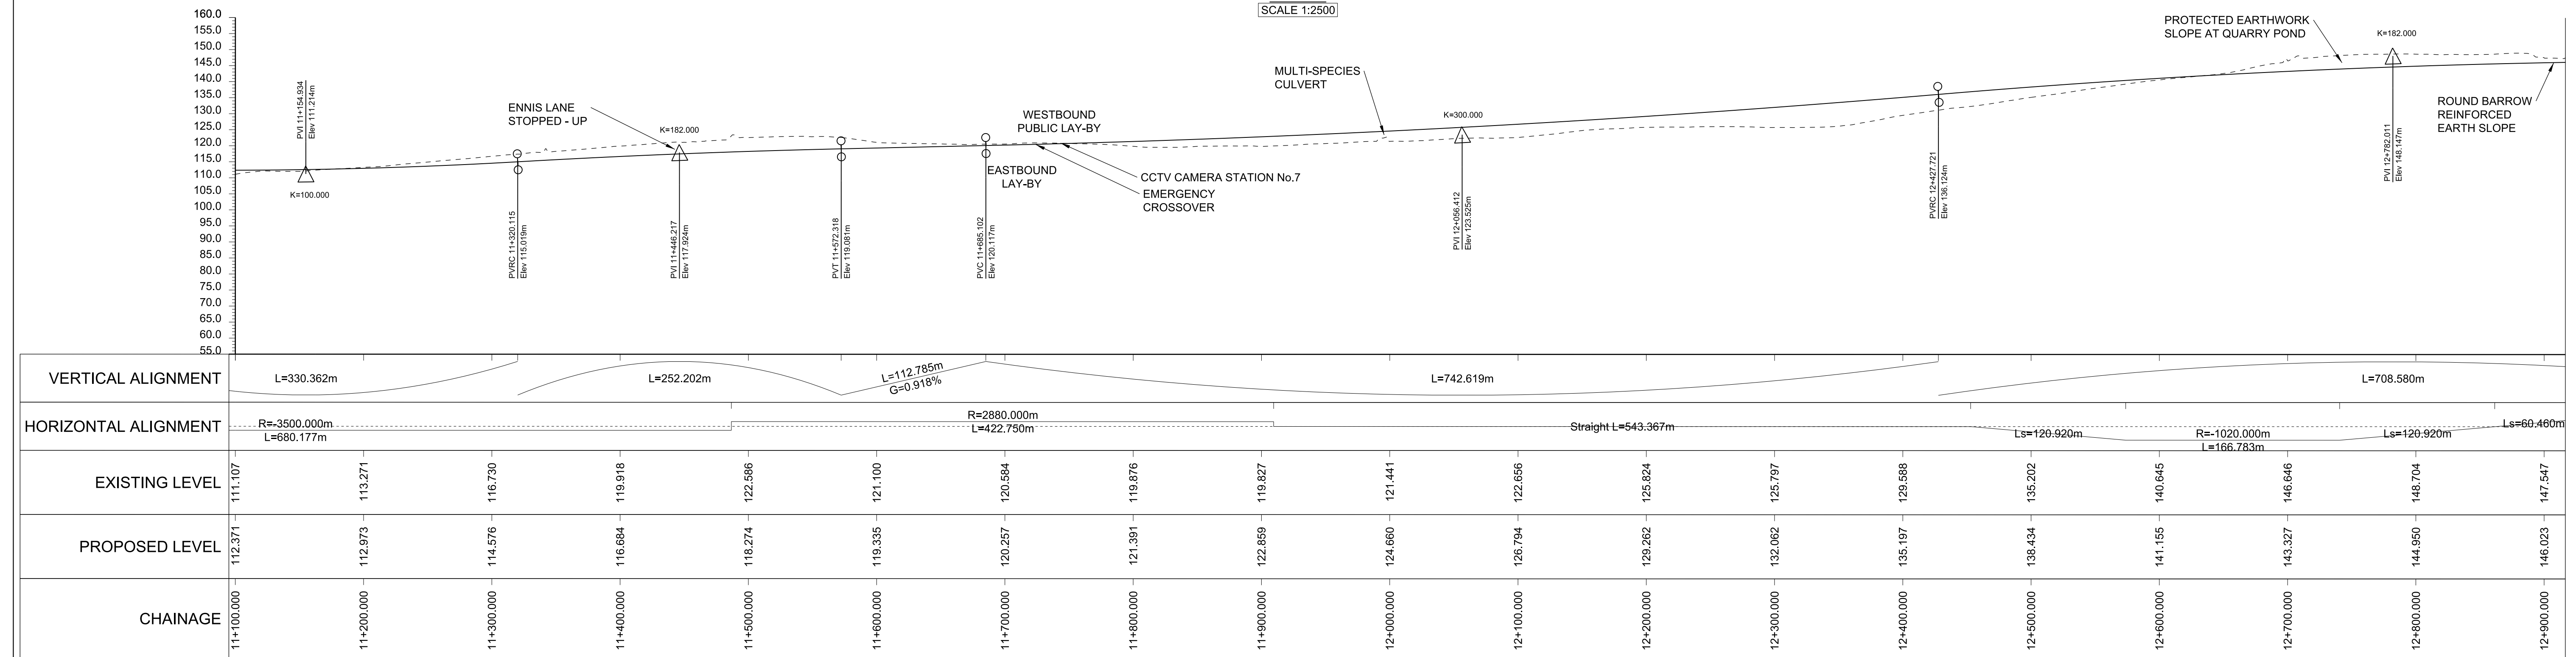 SCALE 1:2500
160.0
155.0
150.0
145.0
140.0
135.0
130.0
125.0
120.0
115.0
110.0
105.0
100.0
95.0
90.0
85.0
80.0
75.0
70.0
65.0
60.0
55.0
PVI 11+154.934
Elev 111.214m
K=100.000
ENNIS LANE
STOPPED - UP
K=182.000
PVRC 11+320.115
Elev 115.019m
PVI 11+446.217
Elev 117.924m
PVT 11+572.318
Elev 119.081m
PVC 11+685.102
Elev 120.117m
EASTBOUND
LAY-BY
WESTBOUND
PUBLIC LAY-BY
CCTV CAMERA STATION No.7
EMERGENCY
CROSSOVER
MULTI-SPECIES
CULVERT
K=300.000
PVI 12+056.412
Elev 123.525m
PVRC 12+427.721
Elev 136.124m
PROTECTED EARTHWORK
SLOPE AT QUARRY POND
K=182.000
PVI 12+782.011
Elev 148.147m
ROUND BARROW
REINFORCED
EARTH SLOPE
VERTICAL ALIGNMENT
L=330.362m
L=252.202m
L=112.785m
G=0.918%
L=742.619m
L=708.580m
HORIZONTAL ALIGNMENT
R=-3500.000m
L=680.177m
R=2880.000m
L=422.750m
Straight L=543.367m
Ls=120.920m
R=-1020.000m
L=166.783m
Ls=120.920m
Ls=60.460m
EXISTING LEVEL
111.107
113.271
116.730
119.918
122.586
121.100
120.584
119.876
119.827
121.441
122.656
125.824
125.797
129.588
135.202
140.645
146.646
148.704
147.547
PROPOSED LEVEL
112.371
112.973
114.576
116.684
118.274
119.335
120.257
121.391
122.859
124.660
126.794
129.262
132.062
135.197
138.434
141.155
143.327
144.950
146.023
CHAINAGE
11+100.000
11+200.000
11+300.000
11+400.000
11+500.000
11+600.000
11+700.000
11+800.000
11+900.000
12+000.000
12+100.000
12+200.000
12+300.000
12+400.000
12+500.000
12+600.000
12+700.000
12+800.000
12+900.000